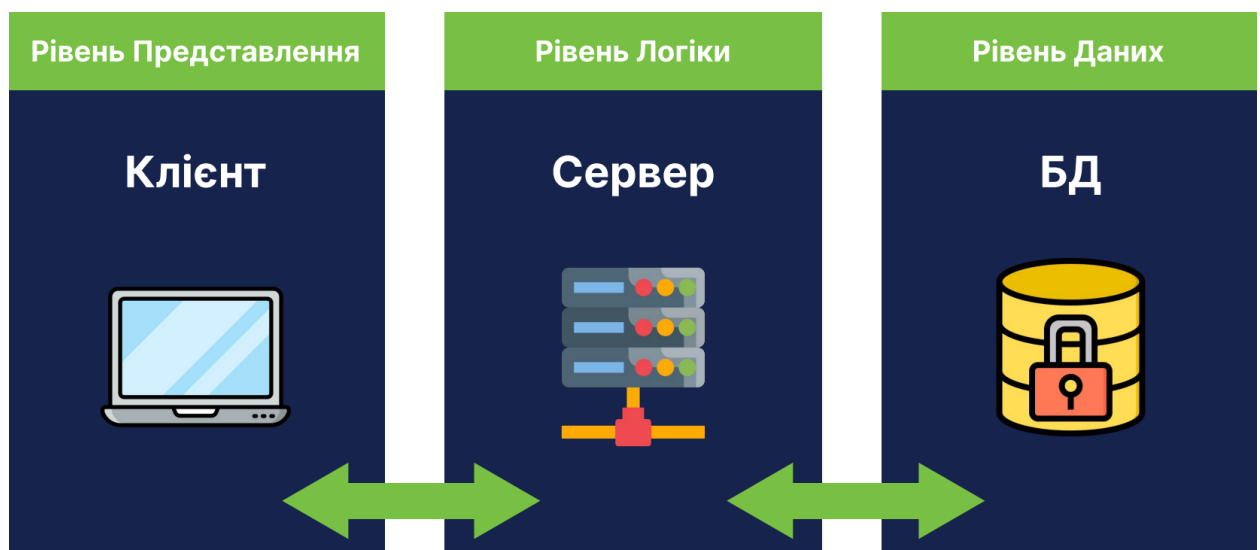 Рівень Представлення
Рівень Логіки
Рівень Даних
Клієнт
Сервер
БД